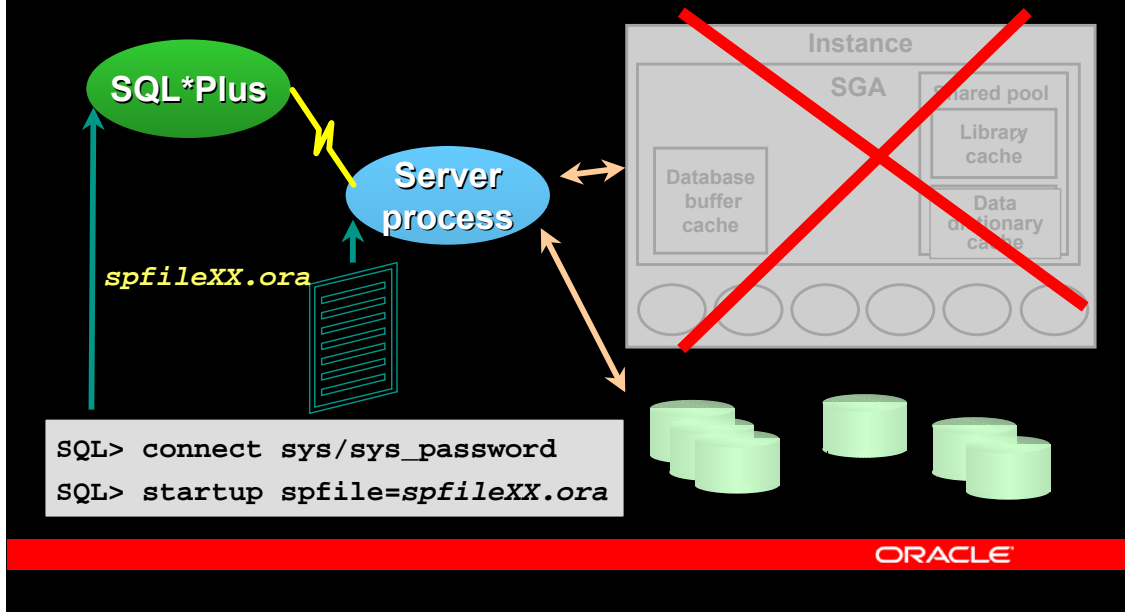 Instance
SQL*Plus
SGA
Shared pool
Library
cache
Server
process
Database
buffer
cache
Data
dictionary
cache
spfileXX.ora
SQL> connect sys/sys_password
SQL> startup spfile=spfileXX.ora
ORACLE